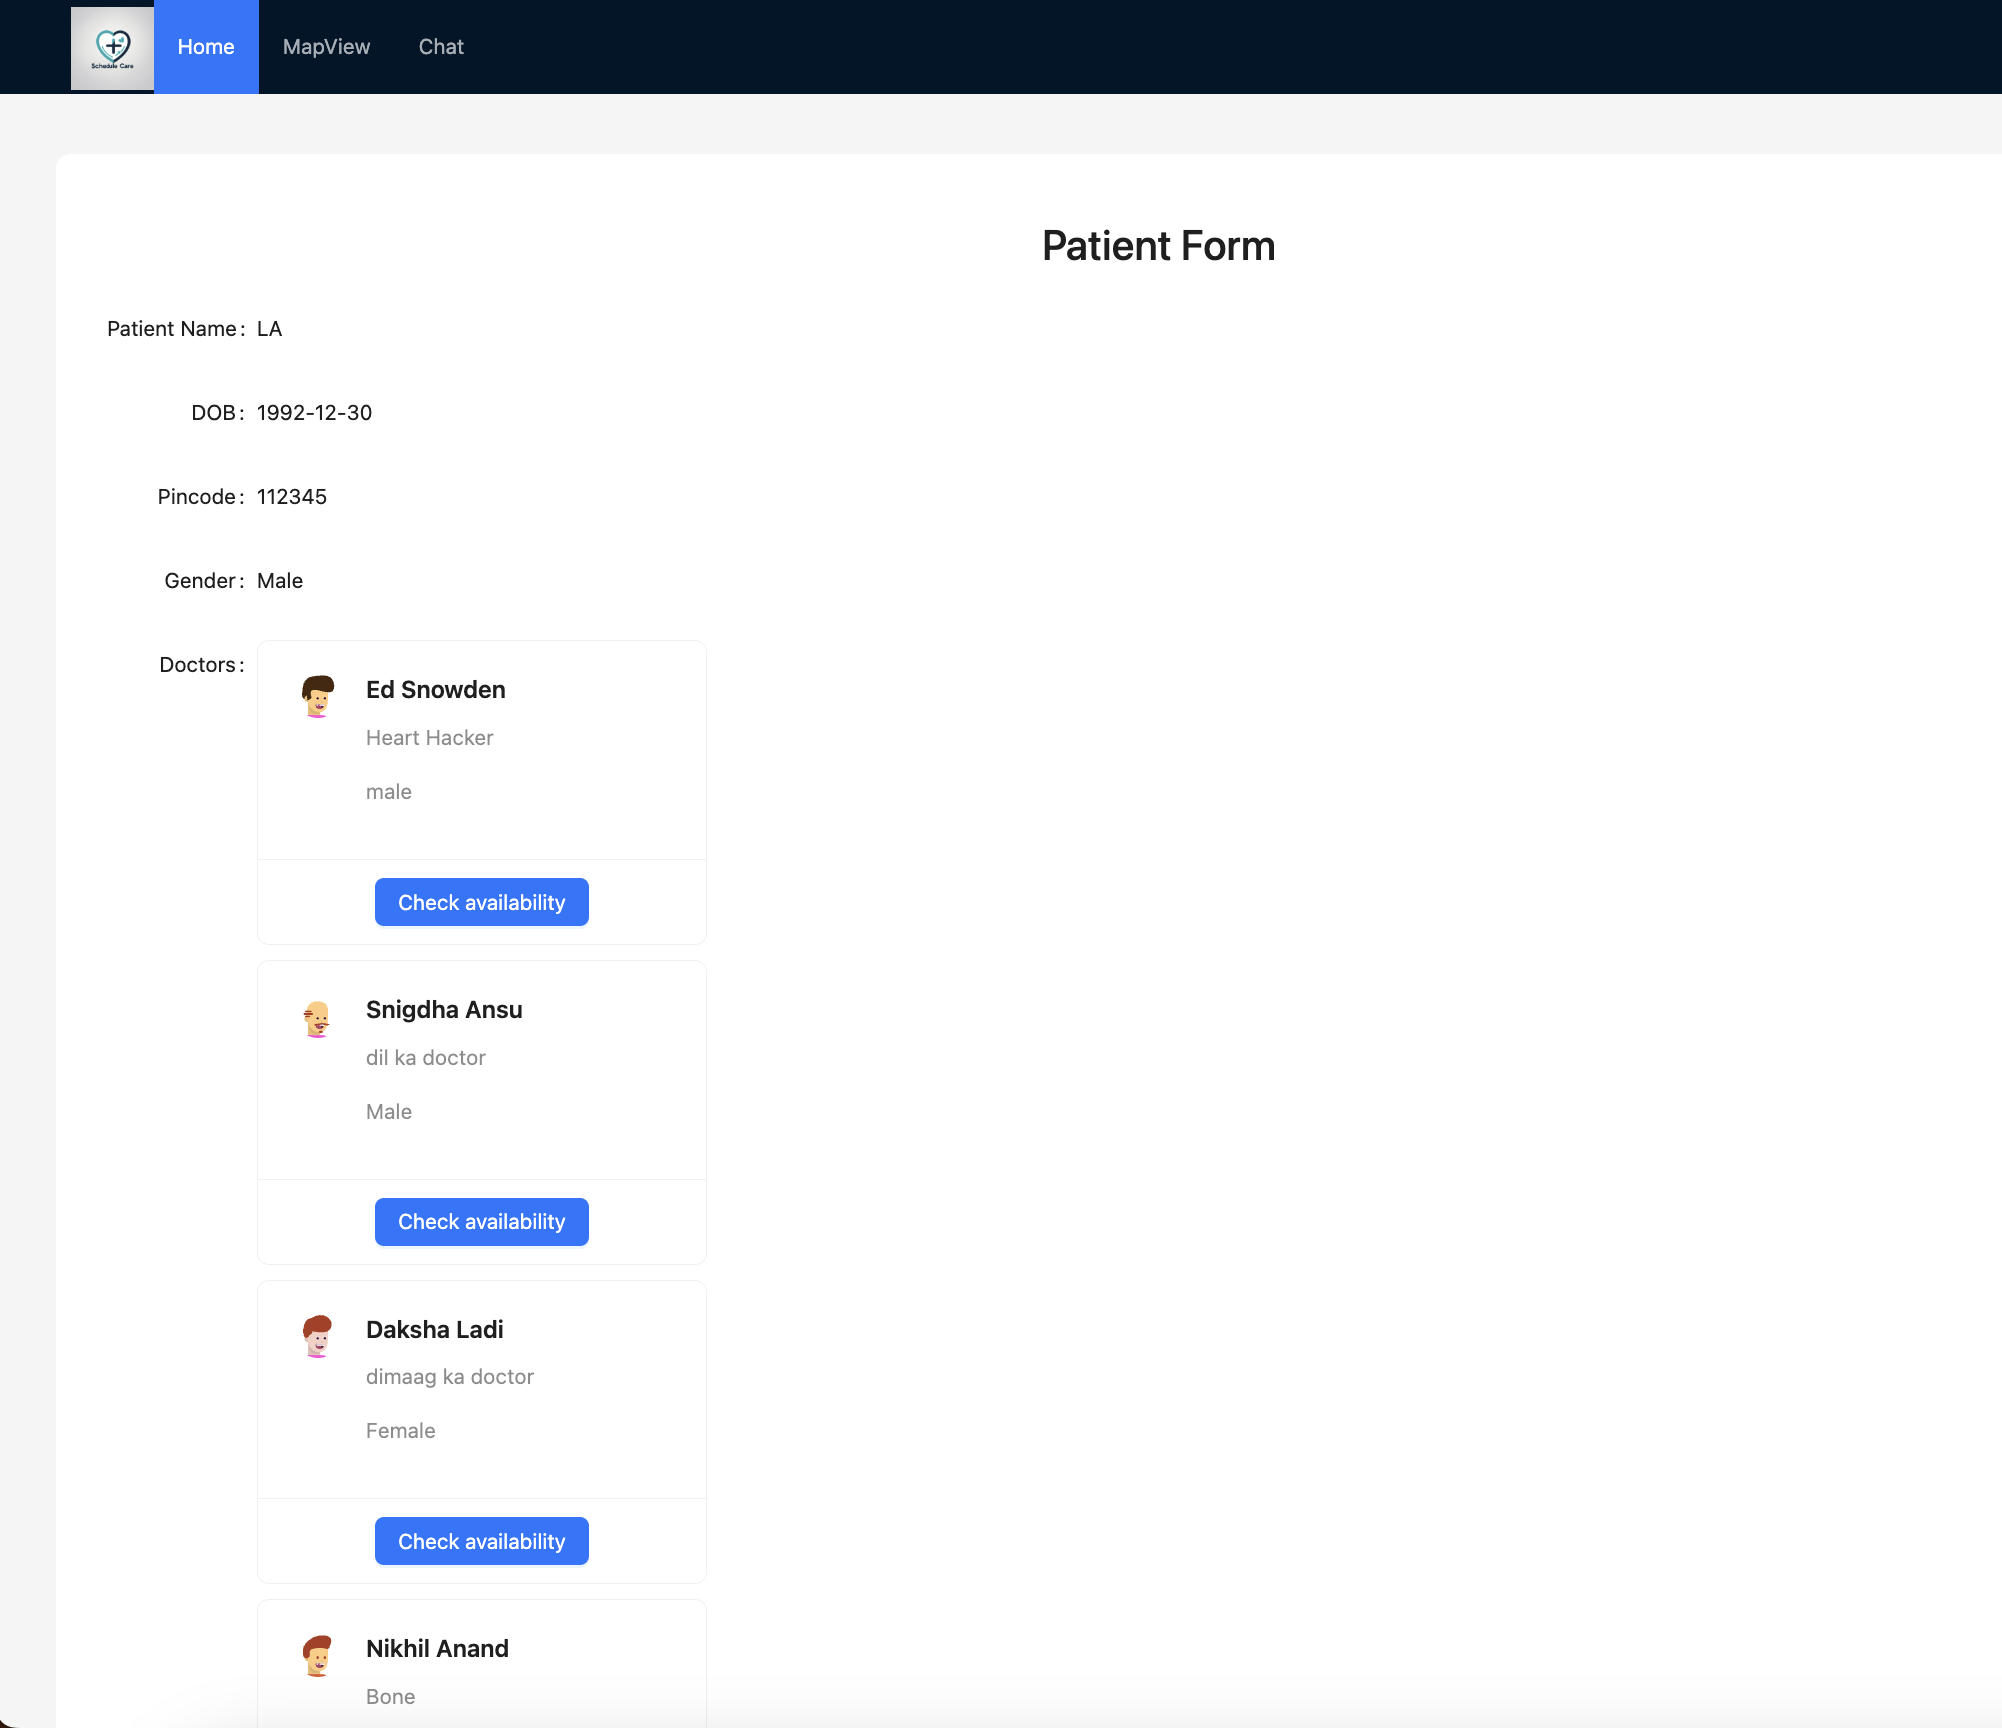 Schedule Care
Home MapView Chat
Patient Form
Patient Name: LA
DOB: 1992-12-30
Pincode: 112345
Gender: Male
Doctors:
Ed Snowden
Heart Hacker
male
Check availability
Snigdha Ansu
dil ka doctor
Male
Check availability
Daksha Ladi
dimaag ka doctor
Female
Check availability
Nikhil Anand
Bone